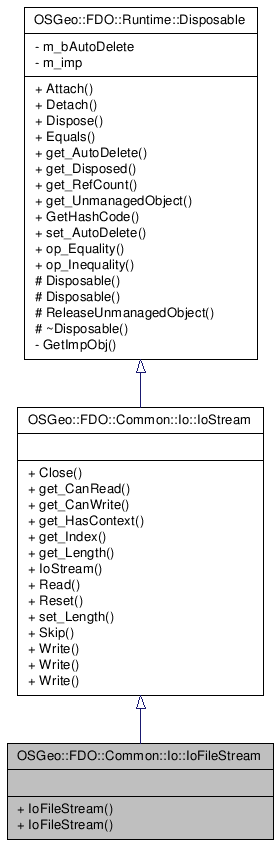 OSGeo::FDO::Runtime::Disposable
- m_bAutoDelete
- m_imp
+ Attach()
+ Detach()
+ Dispose()
+ Equals()
+ get_AutoDelete()
+ get_Disposed()
+ get_RefCount()
+ get_UnmanagedObject()
+ GetHashCode()
+ set_AutoDelete()
+ op_Equality()
+ op_Inequality()
# Disposable()
# Disposable()
# ReleaseUnmanagedObject()
# ~Disposable()
- GetImpObj()
OSGeo::FDO::Common::Io::IoStream
+ Close()
+ get_CanRead()
+ get_CanWrite()
+ get_HasContext()
+ get_Index()
+ get_Length()
+ IoStream()
+ Read()
+ Reset()
+ set_Length()
+ Skip()
+ Write()
+ Write()
+ Write()
OSGeo::FDO::Common::Io::IoFileStream
+ IoFileStream()
+ IoFileStream()